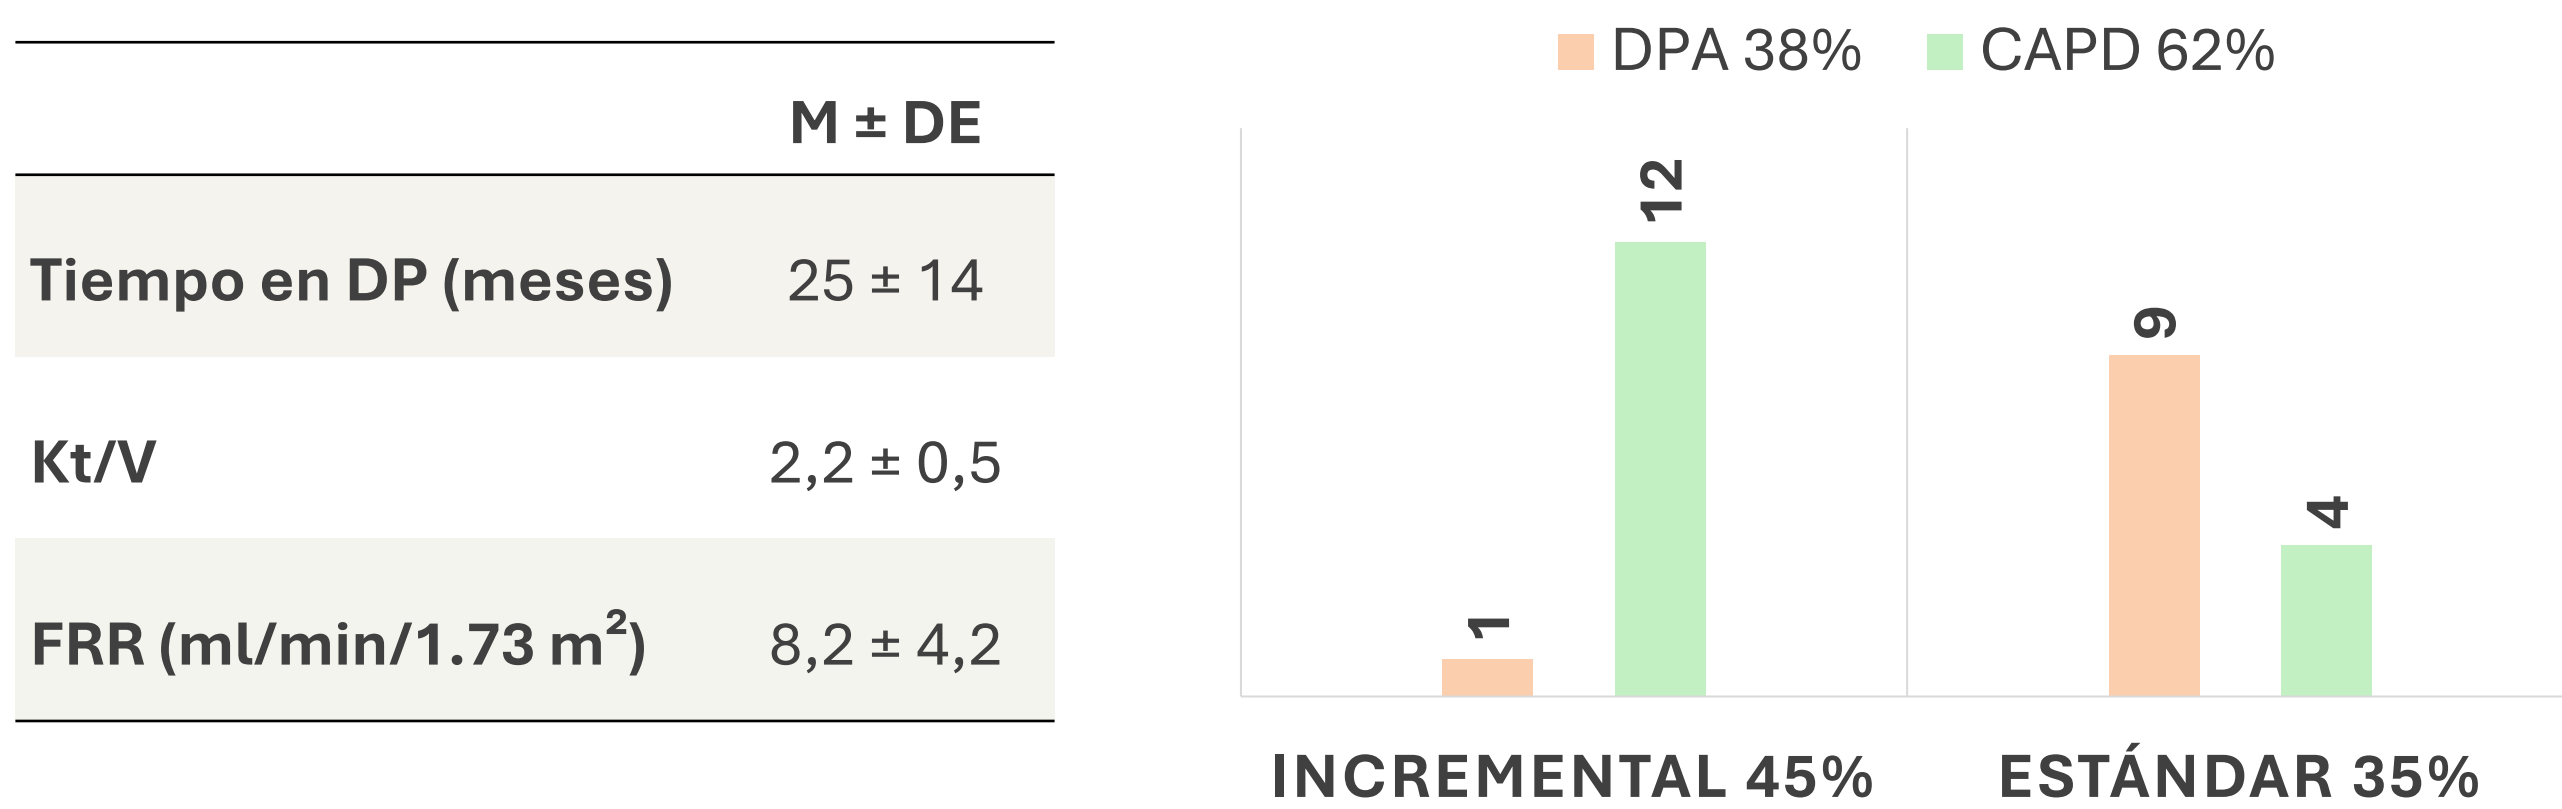 M ± DE
Tiempo en DP (meses) 25 ± 14
Kt/V 2,2 ± 0,5
FRR (ml/min/1.73 m²) 8,2 ± 4,2
DPA 38% CAPD 62%
1
12
9
4
INCREMENTAL 45% ESTÁNDAR 35%